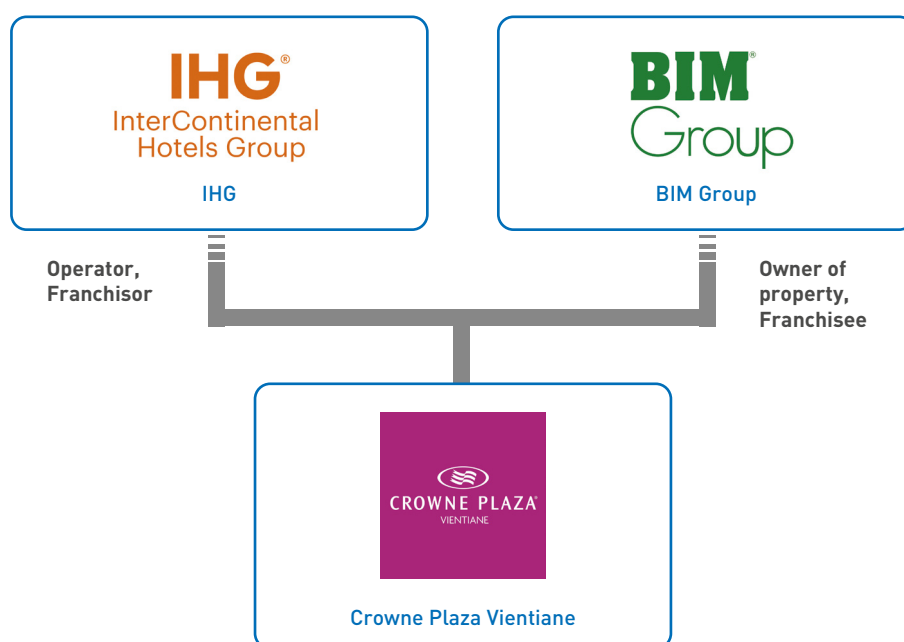 IHG®
InterContinental
Hotels Group
IHG
BIM®
Group
BIM Group
Operator,
Franchisor
Owner of
property,
Franchisee
CROWNE PLAZA®
VIENTIANE
Crowne Plaza Vientiane